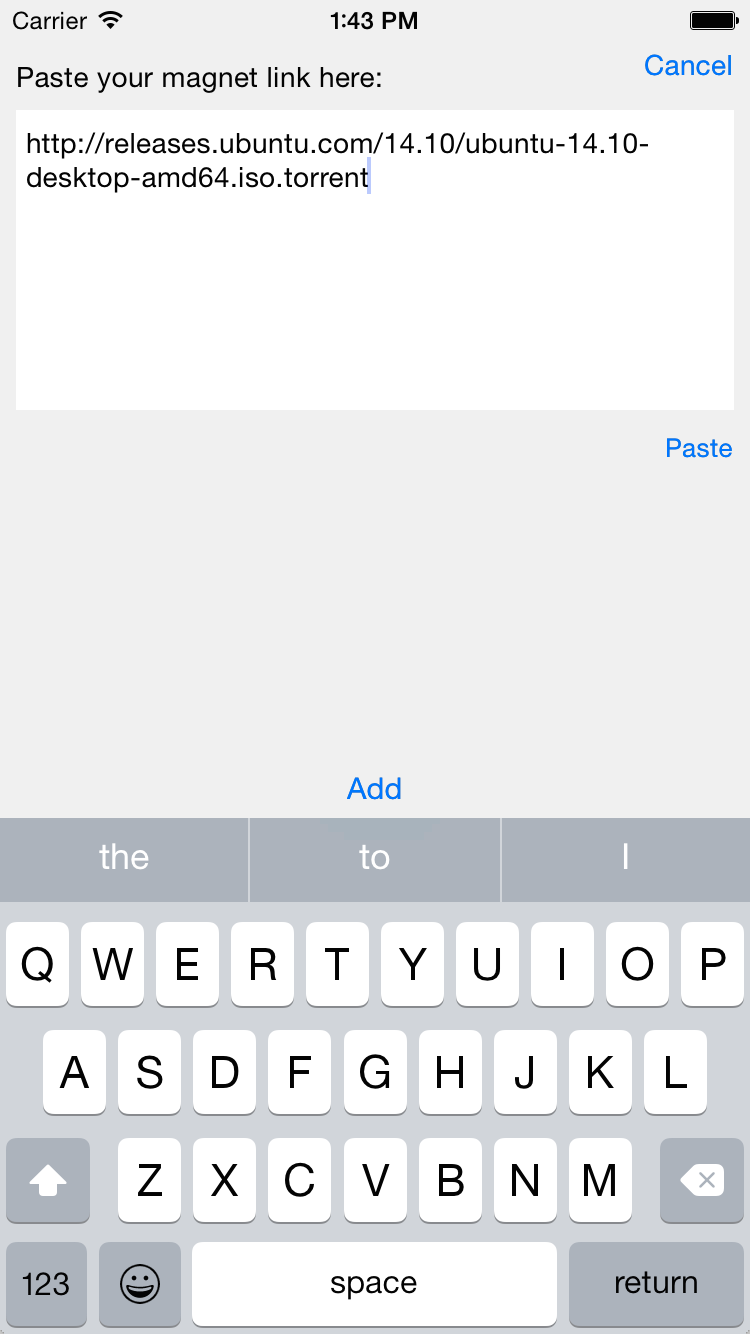 Carrier 1:43 PM
Cancel
Paste your magnet link here:
http://releases.ubuntu.com/14.10/ubuntu-14.10-
desktop-amd64.iso.torrent
Paste
Add
the to I
Q W E R T Y U I O P
A S D F G H J K L
Z X C V B N M
123 space return